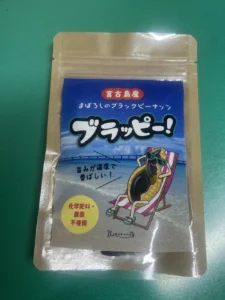 宮古島産
まぼろしのブラックピーナッツ
ブラッピー!
旨みが濃厚で
香ばしい!
化学肥料・
農薬
不使用